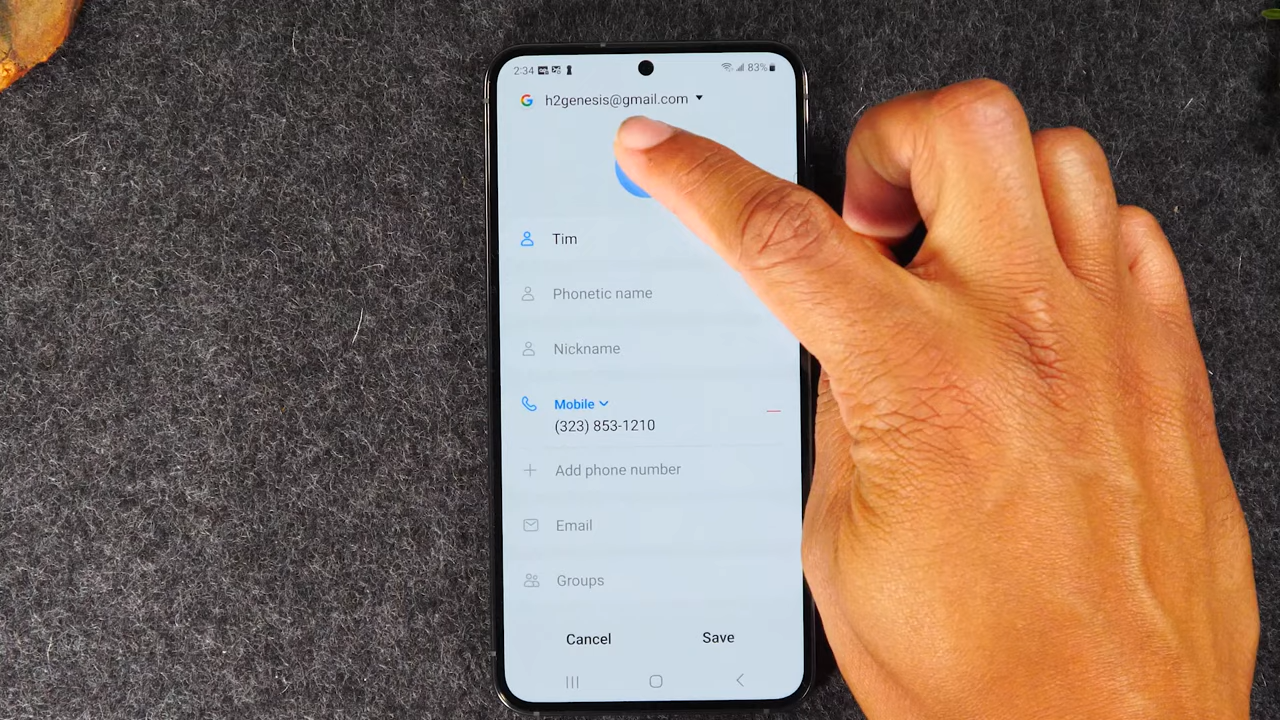 2:34
83%
h2genesis@gmail.com
Tim
Phonetic name
Nickname
Mobile
(323) 853-1210
Add phone number
Email
Groups
Cancel
Save